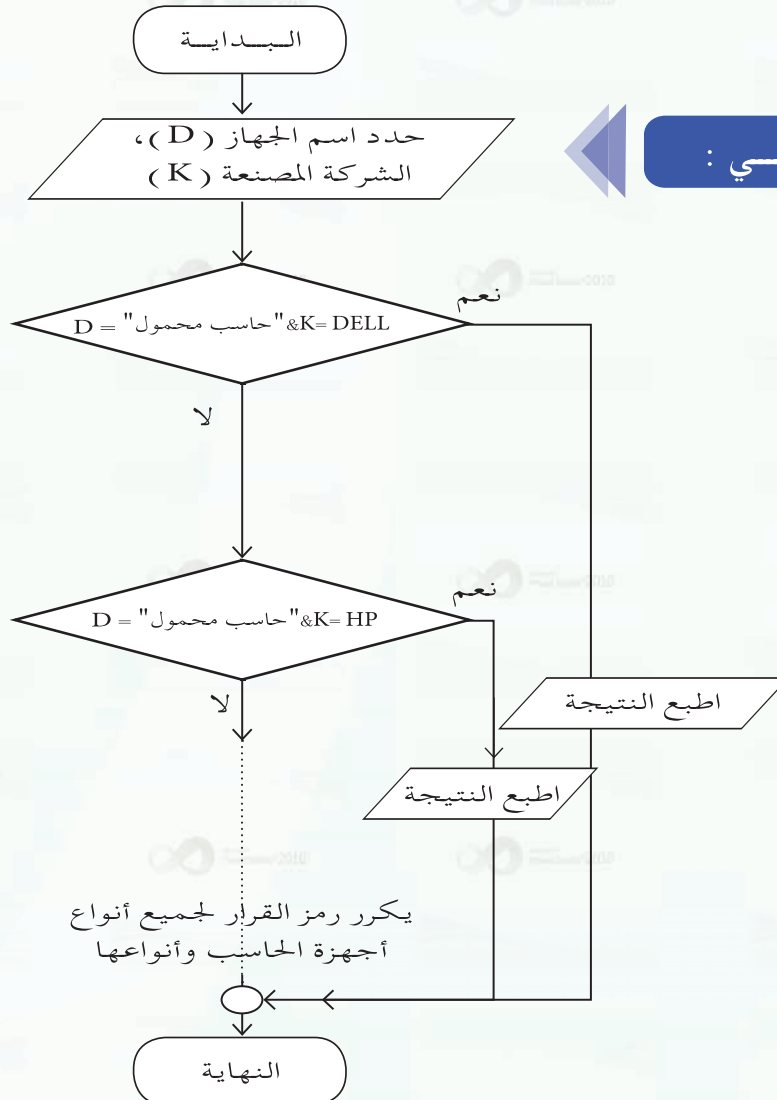 البداية
حدد اسم الجهاز ( D )،
الشركة المصنعة ( K )
ي :
D = "حاسب محمول" &K= DELL
نعم
لا
D = "حاسب محمول" &K= HP
نعم
لا
اطبع النتيجة
اطبع النتيجة
يكرر رمز القرار لجميع أنواع
أجهزة الحاسب وأنواعها
النهاية